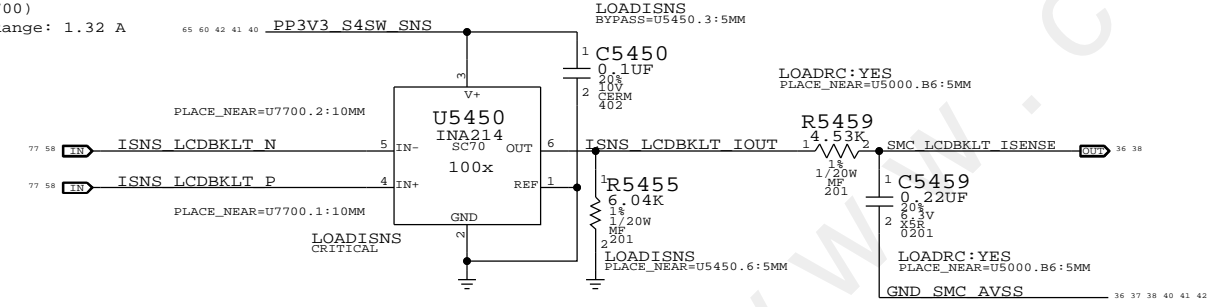 700)
ange: 1.32 A
65 60 42 41 40 PP3V3_S4SW_SNS
LOADISNS
BYPASS=U5450.3:5MM
1 C5450
0.1UF
20%
10V
2 CERM
402
3
V+
PLACE_NEAR=U7700.2:10MM
U5450
INA214
SC70
100x
77 58 IN ISNS_LCDBKLT_N 5 IN- OUT 6 ISNS_LCDBKLT_IOUT
77 58 IN ISNS_LCDBKLT_P 4 IN+ REF 1
PLACE_NEAR=U7700.1:10MM
GND
2
LOADISNS
CRITICAL
1 R5455
6.04K
1%
1/20W
MF
2 201
LOADISNS
PLACE_NEAR=U5450.6:5MM
LOADRC:YES
PLACE_NEAR=U5000.B6:5MM
R5459
4.53K
1 2 SMC_LCDBKLT_ISENSE OUT 36 38
1%
1/20W
MF
201
1 C5459
0.22UF
20%
6.3V
2 X5R
0201
LOADRC:YES
PLACE_NEAR=U5000.B6:5MM
GND_SMC_AVSS 36 37 38 40 41 42
www.c